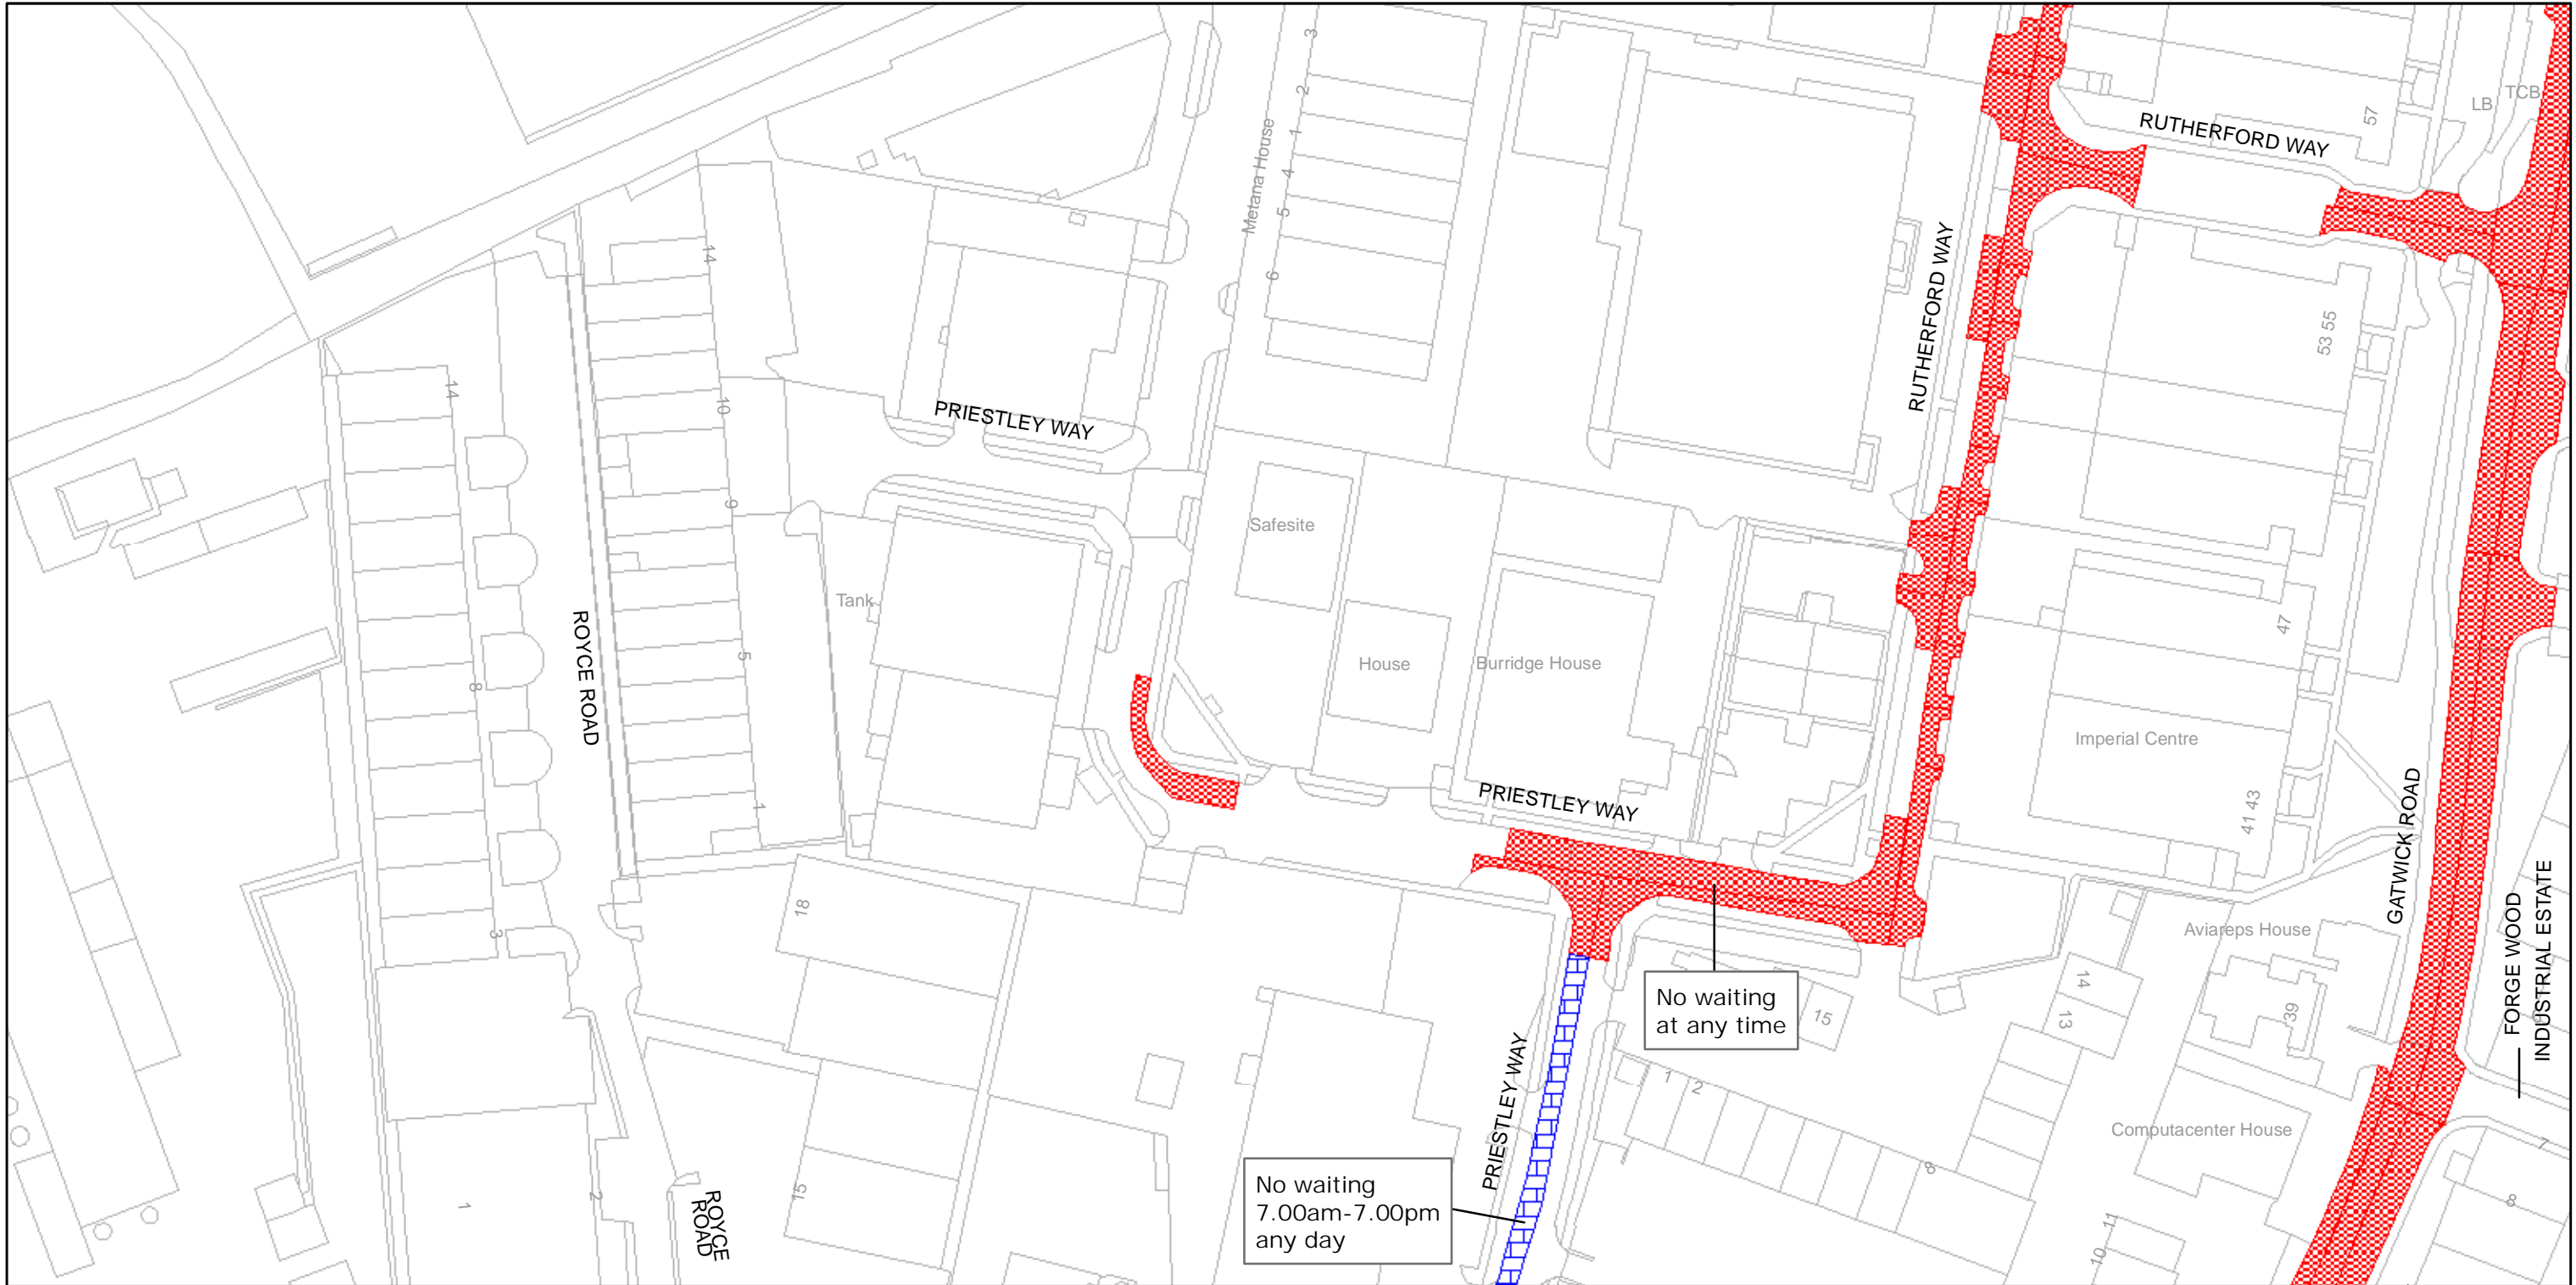 3
2
1
4
5
6
Metana House
RUTHERFORD WAY
57
LB
TCB
14
10
9
5
1
14
8
3
PRIESTLEY WAY
RUTHERFORD WAY
53 55
Safesite
Tank
House
Burridge House
ROYCE ROAD
47
Imperial Centre
41 43
PRIESTLEY WAY
GATWICK ROAD
18
Aviareps House
FORGE WOOD
INDUSTRIAL ESTATE
No waiting
at any time
15
14
13
39
PRIESTLEY WAY
1
2
Computacenter House
7
8
9
11
10
No waiting
7.00am-7.00pm
any day
15
1
2
ROYCE
ROAD